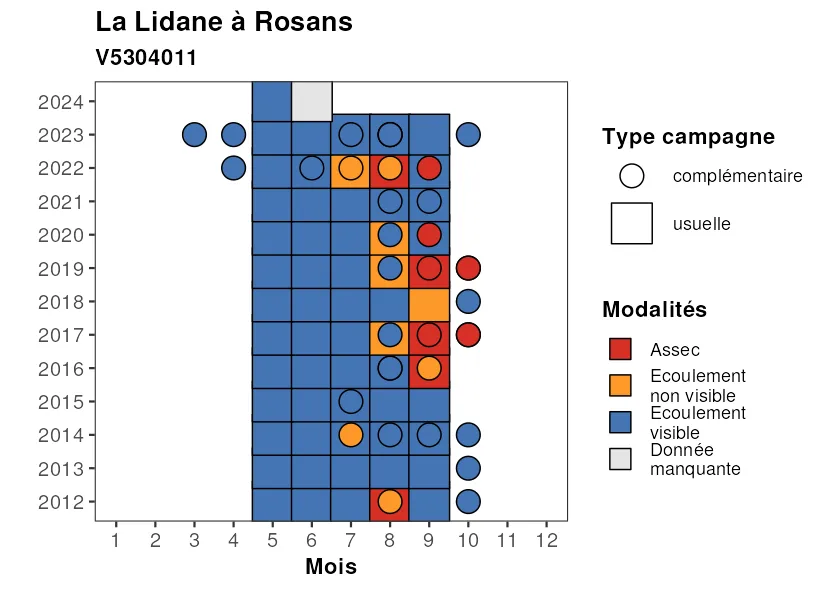 La Lidane à Rosans
V5304011
2024
2023
2022
2021
2020
2019
2018
2017
2016
2015
2014
2013
2012
1 2 3 4 5 6 7 8 9 10 11 12
Mois
Type campagne
complémentaire
usuelle
Modalités
Assec
Ecoulement
non visible
Ecoulement
visible
Donnée
manquante